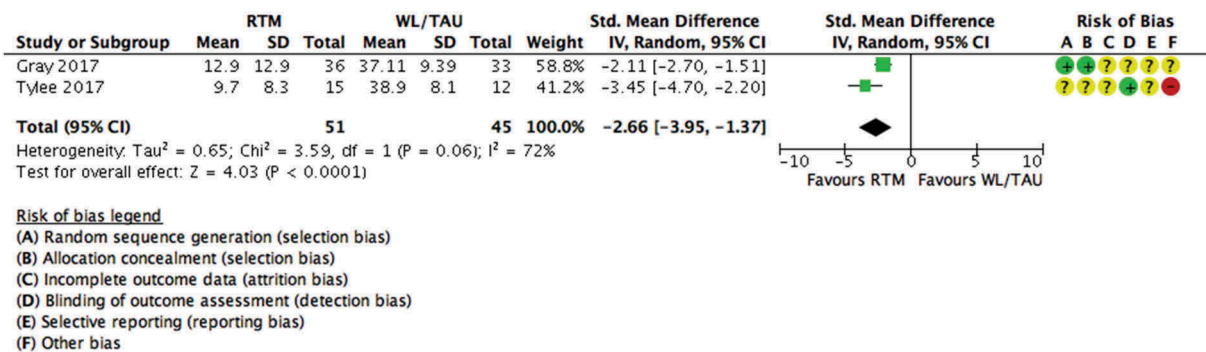 RTM WL/TAU Std. Mean Difference Std. Mean Difference Risk of Bias
Study or Subgroup Mean SD Total Mean SD Total Weight IV, Random, 95% CI IV, Random, 95% CI A B C D E F
Gray 2017 12.9 12.9 36 37.11 9.39 33 58.8% −2.11 [−2.70, −1.51] + + ? ? ? ?
Tylee 2017 9.7 8.3 15 38.9 8.1 12 41.2% −3.45 [−4.70, −2.20] ? ? ? + ? −
Total (95% CI) 51 45 100.0% −2.66 [−3.95, −1.37]
Heterogeneity: Tau² = 0.65; Chi² = 3.59, df = 1 (P = 0.06); I² = 72%
Test for overall effect: Z = 4.03 (P < 0.0001)
−10 −5 0 5 10
Favours RTM Favours WL/TAU
Risk of bias legend
(A) Random sequence generation (selection bias)
(B) Allocation concealment (selection bias)
(C) Incomplete outcome data (attrition bias)
(D) Blinding of outcome assessment (detection bias)
(E) Selective reporting (reporting bias)
(F) Other bias